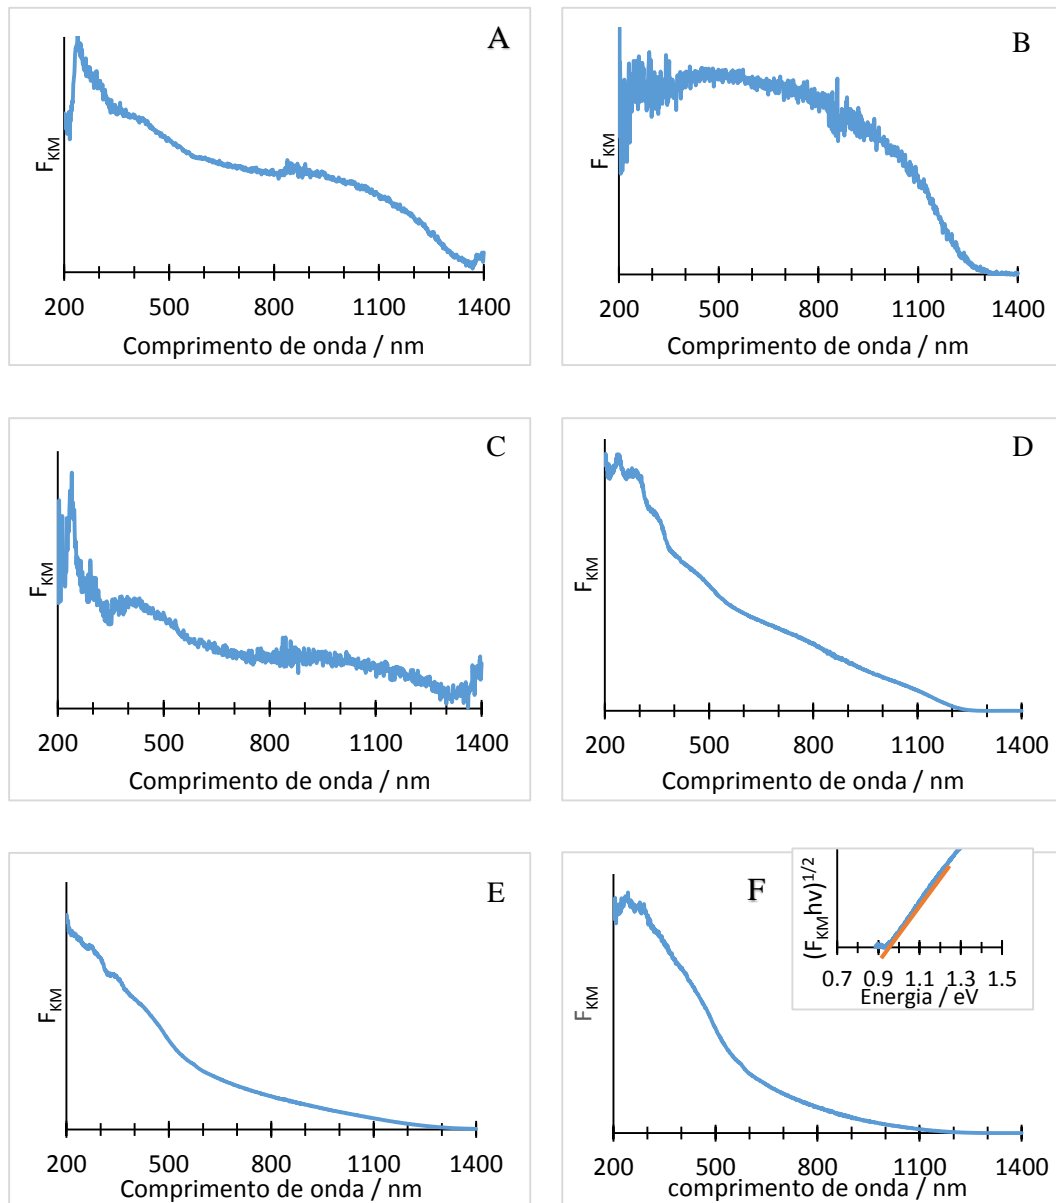 A
F_KM
200 500 800 1100 1400
Comprimento de onda / nm
B
F_KM
200 500 800 1100 1400
Comprimento de onda / nm
C
F_KM
200 500 800 1100 1400
Comprimento de onda / nm
D
F_KM
200 500 800 1100 1400
Comprimento de onda / nm
E
F_KM
200 500 800 1100 1400
Comprimento de onda / nm
F
(F_KM hν)^1/2
0.7 0.9 1.1 1.3 1.5
Energia / eV
F_KM
200 500 800 1100 1400
comprimento de onda / nm